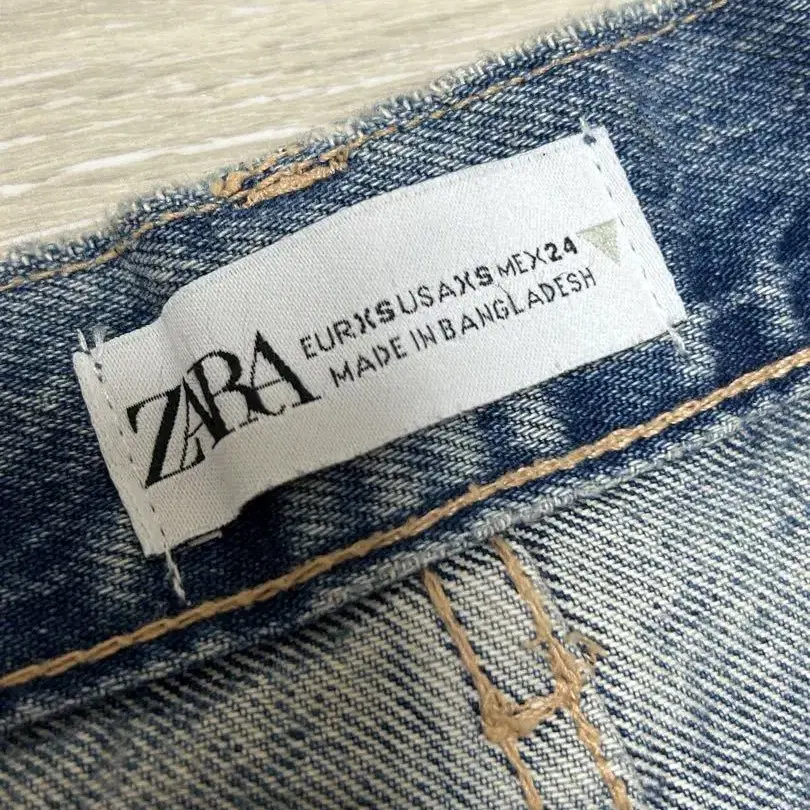 ZARA
EUR XS USA XS MEX 24
MADE IN BANGLADESH